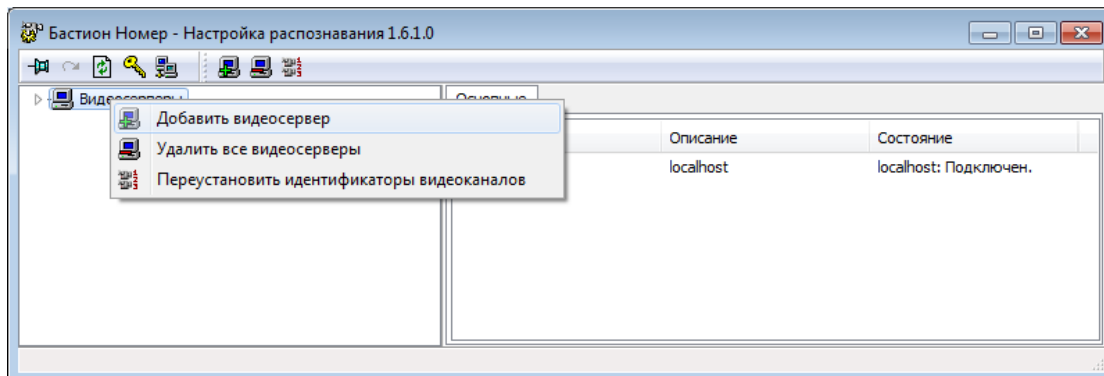 Бастион Номер - Настройка распознавания 1.6.1.0
Видеосерверы
Основные
Добавить видеосервер
Удалить все видеосерверы
Переустановить идентификаторы видеоканалов
Описание
Состояние
localhost
localhost: Подключен.